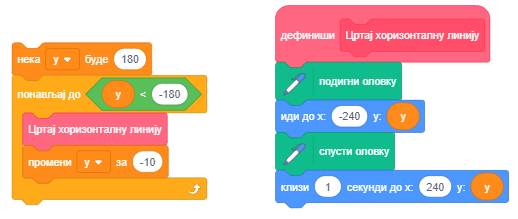 нека y буде 180
понављај до y < -180
Цртај хоризонталну линију
промени y за -10
дефиниши Цртај хоризонталну линију
подигни оловку
иди до x: -240 y: y
спусти оловку
клизи 1 секунди до x: 240 y: y